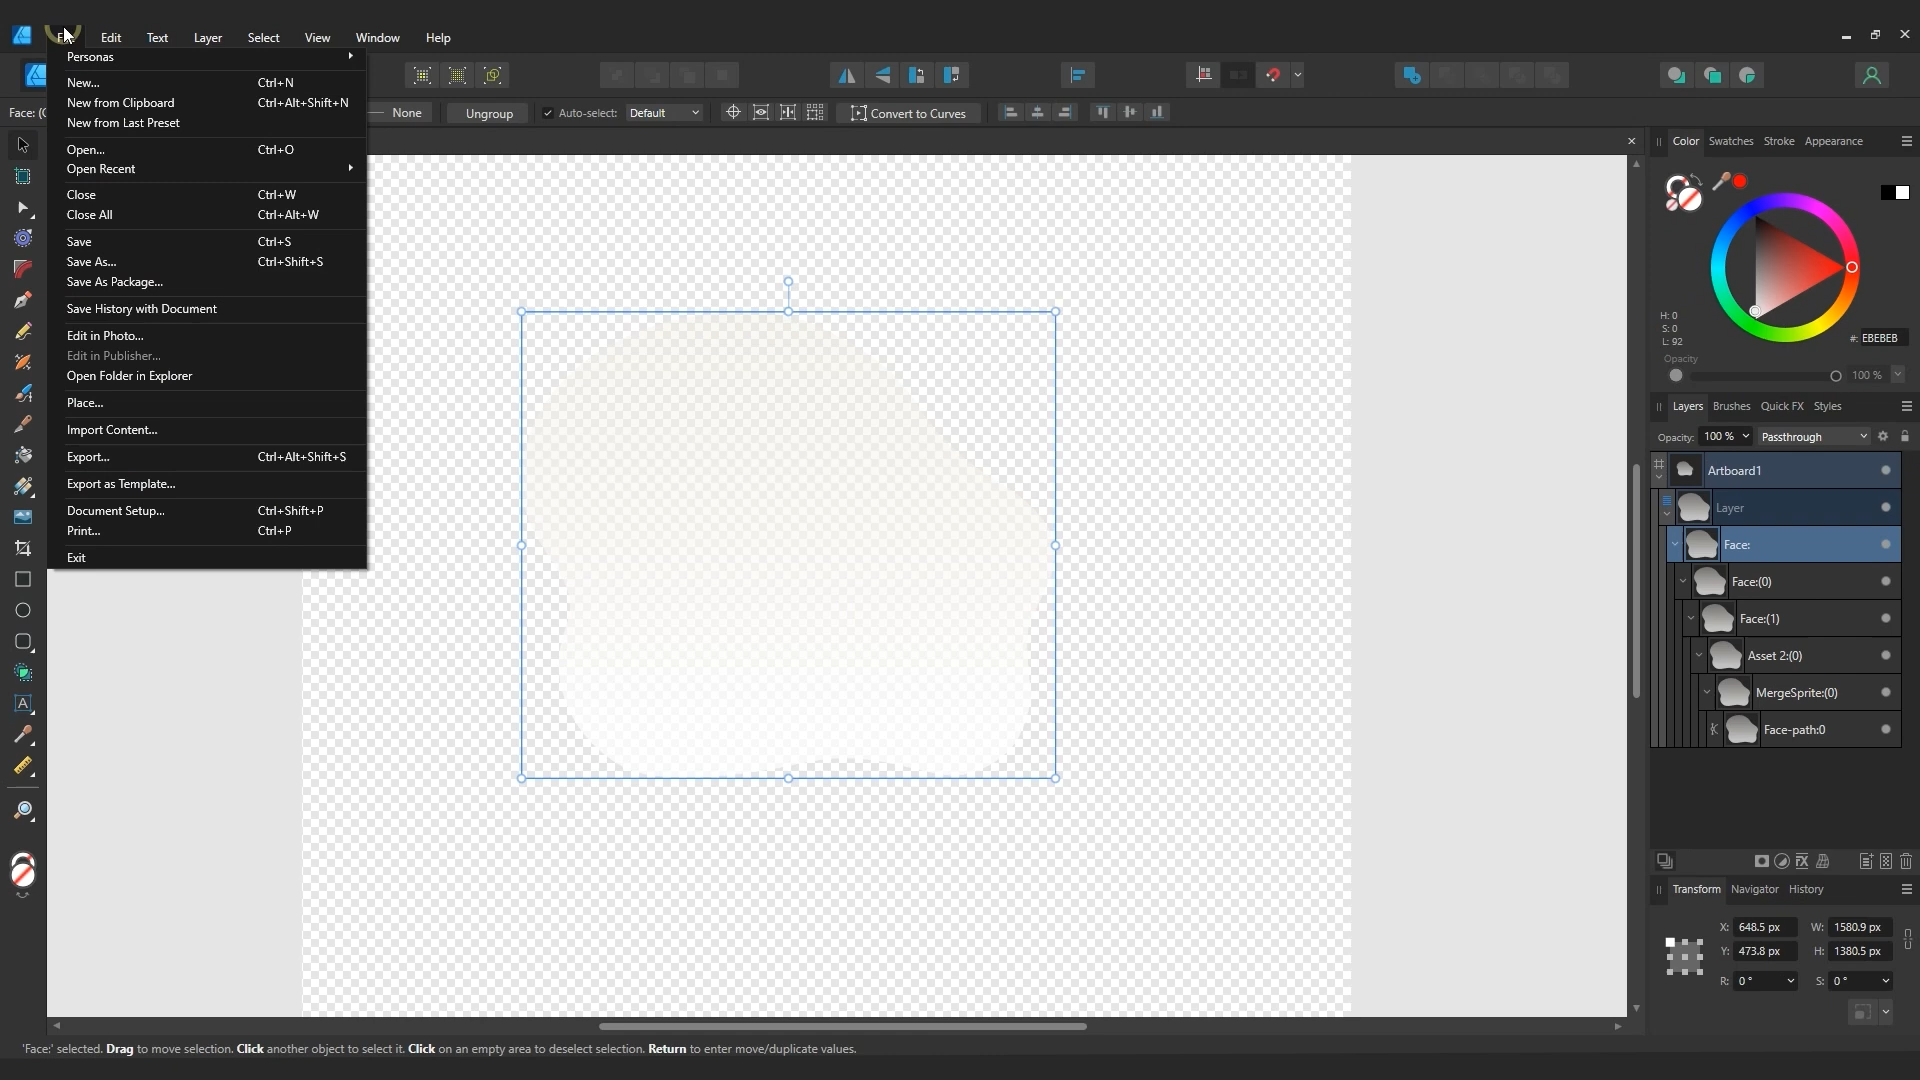 Edit Text Layer Select View Window Help
Personas
New... Ctrl+N
New from Clipboard Ctrl+Alt+Shift+N
New from Last Preset
Open... Ctrl+O
Open Recent
Close Ctrl+W
Close All Ctrl+Alt+W
Save Ctrl+S
Save As... Ctrl+Shift+S
Save As Package...
Save History with Document
Edit in Photo...
Edit in Publisher...
Open Folder in Explorer
Place...
Import Content...
Export... Ctrl+Alt+Shift+S
Export as Template...
Document Setup... Ctrl+Shift+P
Print... Ctrl+P
Exit
Face: (
None Ungroup Auto-select: Default Convert to Curves
Color Swatches Stroke Appearance
H: 0
S: 0
L: 92
#: EBEBEB
Opacity
100 %
Layers Brushes Quick FX Styles
Opacity: 100 % Passthrough
Artboard1
Layer
Face:
Face:(0)
Face:(1)
Asset 2:(0)
MergeSprite:(0)
Face-path:0
Transform Navigator History
X: 648.5 px W: 1580.9 px
Y: 473.8 px H: 1380.5 px
R: 0 ° S: 0 °
'Face:' selected. Drag to move selection. Click another object to select it. Click on an empty area to deselect selection. Return to enter move/duplicate values.